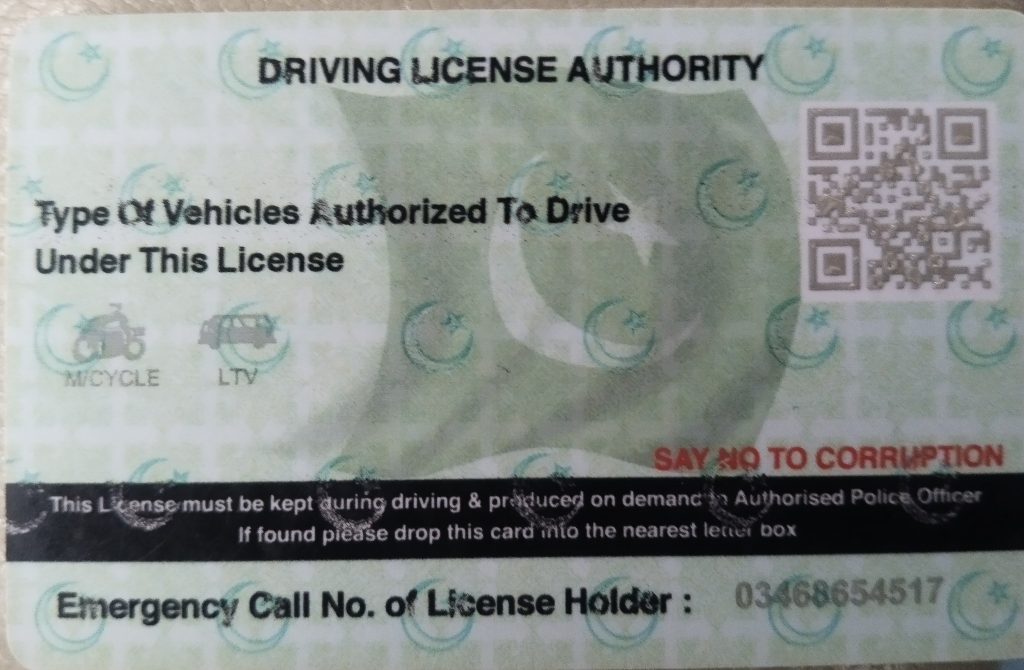 DRIVING LICENSE AUTHORITY
Type Of Vehicles Authorized To Drive
Under This License
M/CYCLE LTV
SAY NO TO CORRUPTION
This License must be kept during driving & produced on demand to Authorised Police Officer
If found please drop this card into the nearest letter box
Emergency Call No. of License Holder : 03468654517